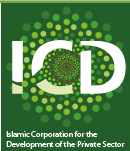 ICD
Islamic Corporation for the
Development of the Private Sector